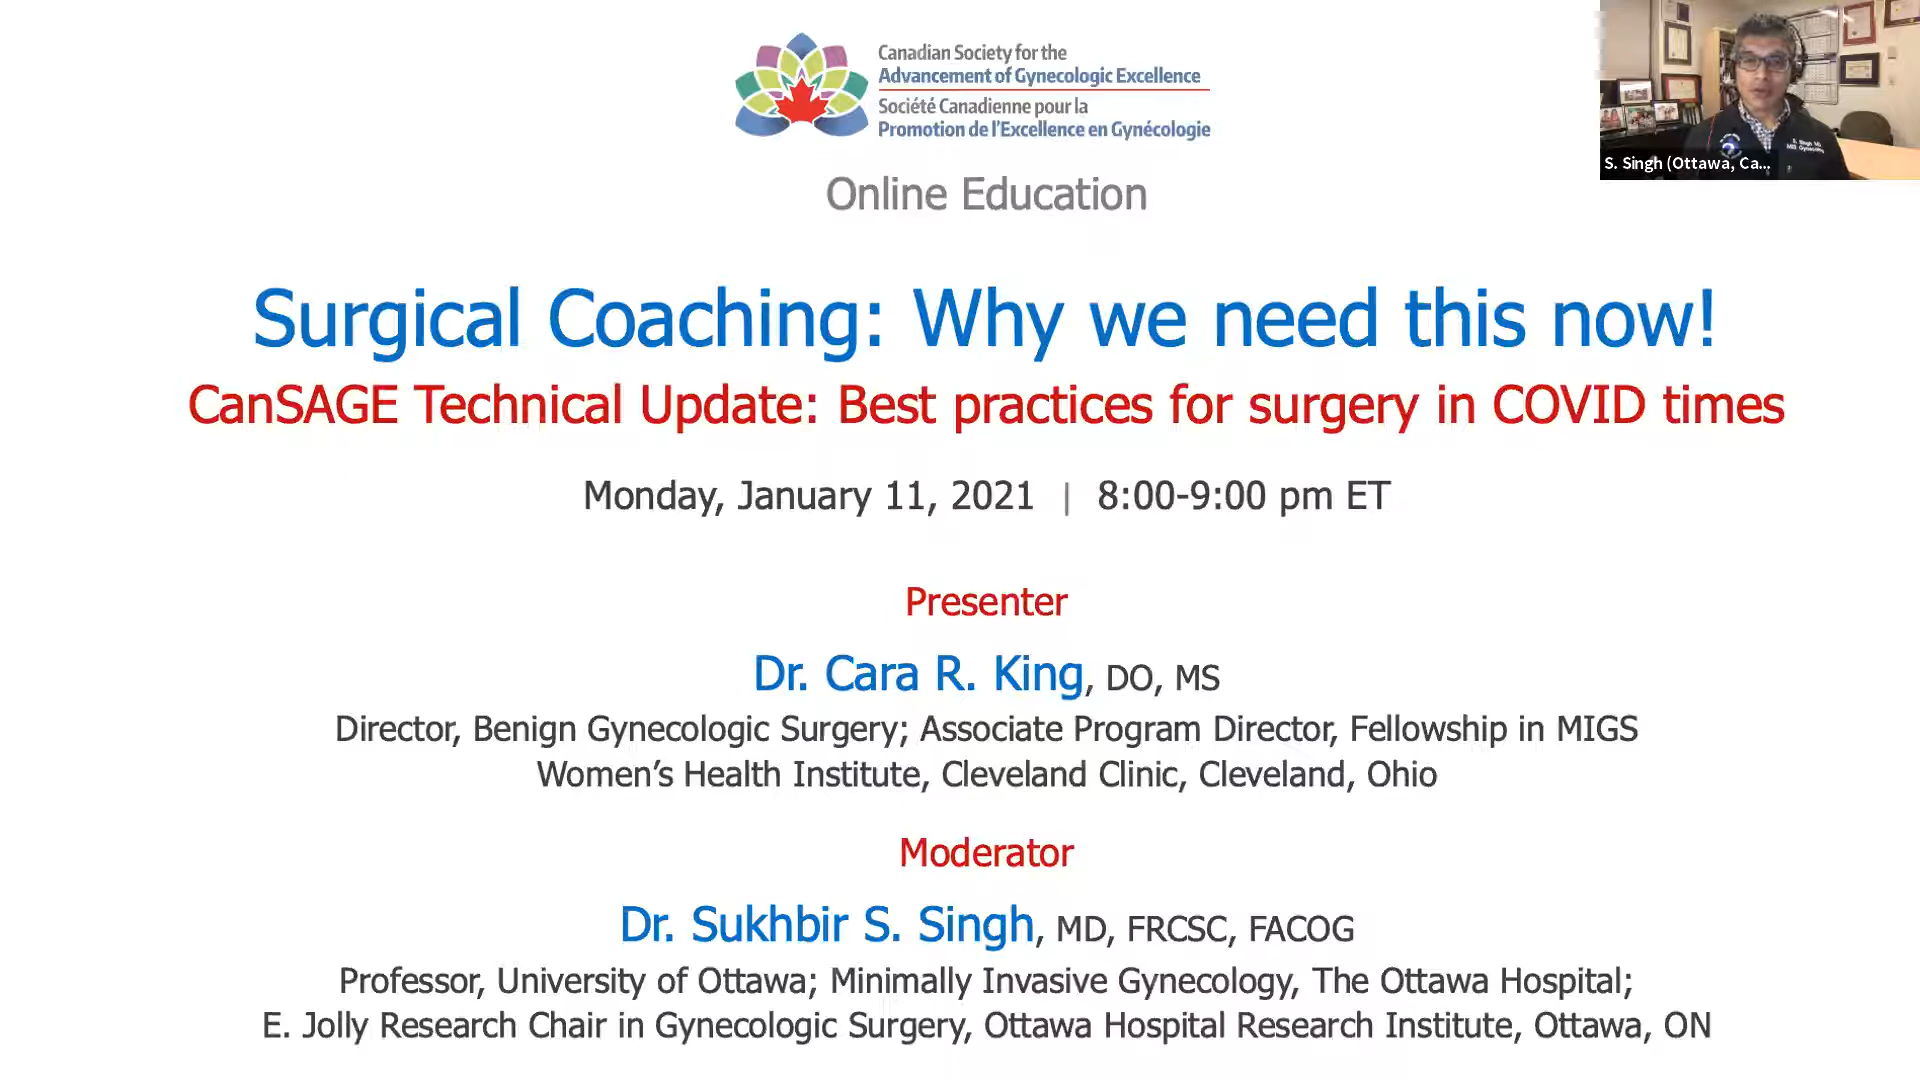 Canadian Society for the
Advancement of Gynecologic Excellence
Société Canadienne pour la
Promotion de l'Excellence en Gynécologie
S. Singh MD
MIS Gynecology
S. Singh (Ottawa, Ca...
Online Education
Surgical Coaching: Why we need this now!
CanSAGE Technical Update: Best practices for surgery in COVID times
Monday, January 11, 2021 | 8:00-9:00 pm ET
Presenter
Dr. Cara R. King, DO, MS
Director, Benign Gynecologic Surgery; Associate Program Director, Fellowship in MIGS
Women’s Health Institute, Cleveland Clinic, Cleveland, Ohio
Moderator
Dr. Sukhbir S. Singh, MD, FRCSC, FACOG
Professor, University of Ottawa; Minimally Invasive Gynecology, The Ottawa Hospital;
E. Jolly Research Chair in Gynecologic Surgery, Ottawa Hospital Research Institute, Ottawa, ON